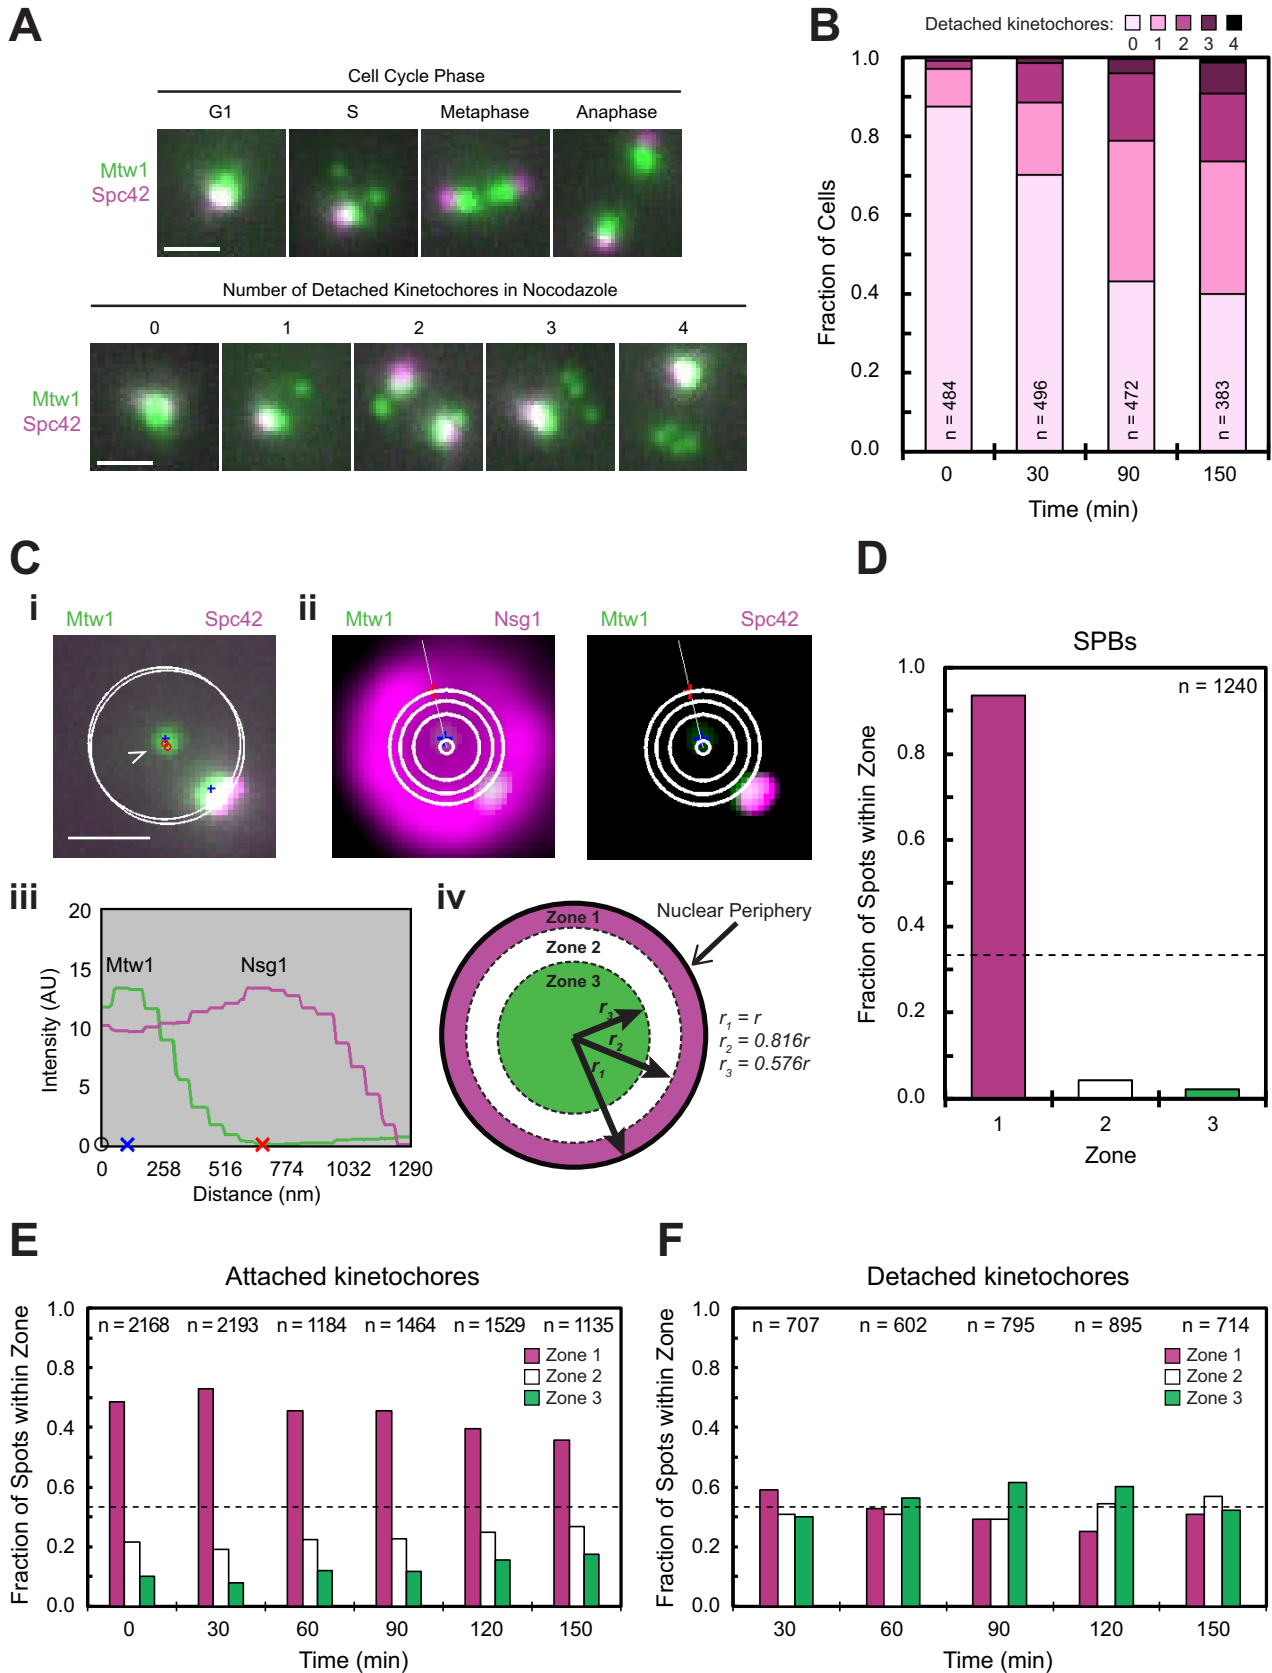 A
Cell Cycle Phase
G1 S Metaphase Anaphase
Mtw1
Spc42
Number of Detached Kinetochores in Nocodazole
0 1 2 3 4
Mtw1
Spc42
B
Detached kinetochores:
0 1 2 3 4
Fraction of Cells
1.0
0.8
0.6
0.4
0.2
0.0
n = 484
n = 496
n = 472
n = 383
0 30 90 150
Time (min)
C
i
Mtw1 Spc42
ii
Mtw1 Nsg1
Mtw1 Spc42
iii
Intensity (AU)
20
15
10
5
0
Mtw1 Nsg1
0 258 516 774 1032 1290
Distance (nm)
iv
Zone 1
Zone 2
Zone 3
Nuclear Periphery
r3
r2
r1
r1 = r
r2 = 0.816r
r3 = 0.576r
D
SPBs
n = 1240
Fraction of Spots within Zone
1.0
0.8
0.6
0.4
0.2
0.0
1 2 3
Zone
E
Attached kinetochores
Fraction of Spots within Zone
1.0
0.8
0.4
0.6
0.2
0.0
n = 2168 n = 2193 n = 1184 n = 1464 n = 1529 n = 1135
Zone 1
Zone 2
Zone 3
0 30 60 90 120 150
Time (min)
F
Detached kinetochores
Fraction of Spots within Zone
1.0
0.8
0.4
0.6
0.2
0.0
n = 707 n = 602 n = 795 n = 895 n = 714
Zone 1
Zone 2
Zone 3
30 60 90 120 150
Time (min)